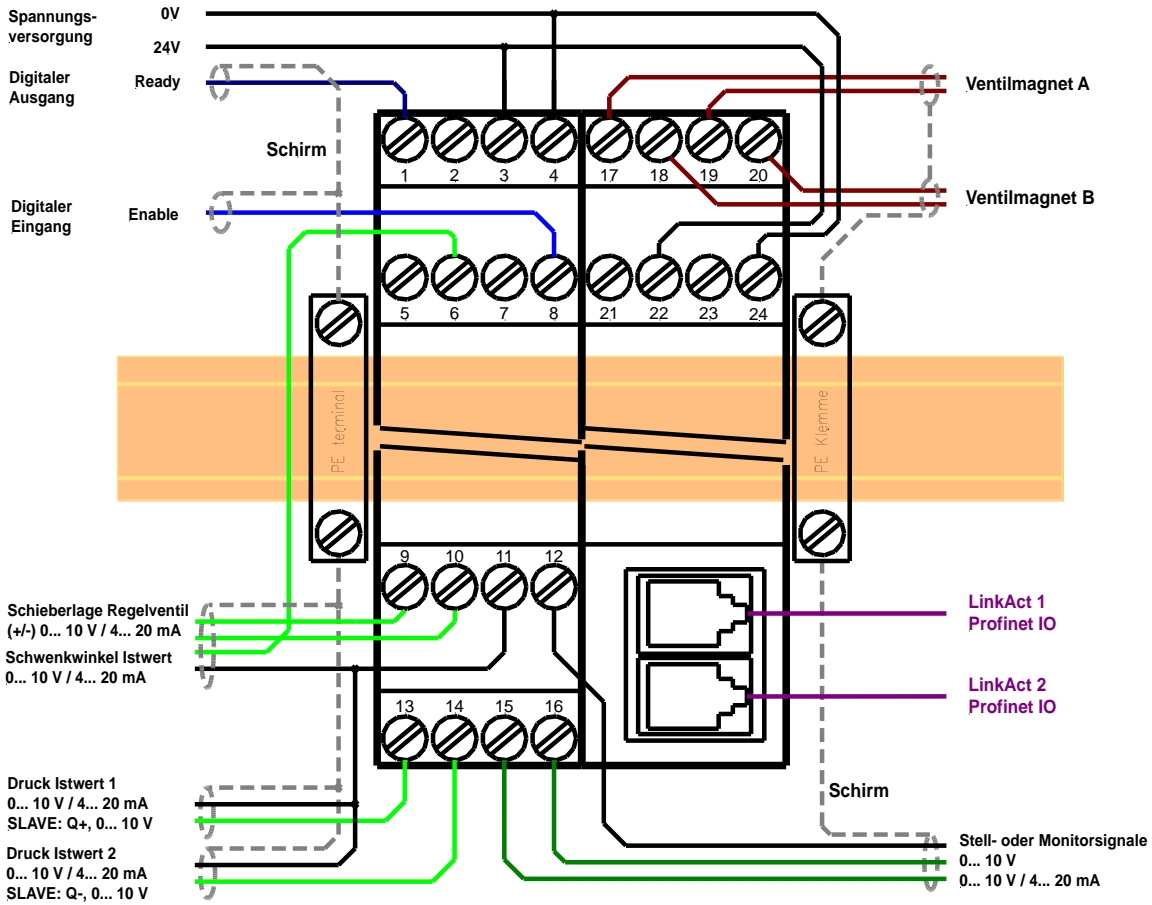 Spannungs-
versorgung
0V
24V
Digitaler
Ausgang
Ready
Schirm
Ventilmagnet A
1 2 3 4 17 18 19 20
Digitaler
Eingang
Enable
Ventilmagnet B
5 6 7 8 21 22 23 24
PE terminal
PE Klemme
9 10 11 12
Schieberlage Regelventil
(+/-) 0... 10 V / 4... 20 mA
Schwenkwinkel Istwert
0... 10 V / 4... 20 mA
LinkAct 1
Profinet IO
LinkAct 2
Profinet IO
13 14 15 16
Druck Istwert 1
0... 10 V / 4... 20 mA
SLAVE: Q+, 0... 10 V
Druck Istwert 2
0... 10 V / 4... 20 mA
SLAVE: Q-, 0... 10 V
Schirm
Stell- oder Monitorsignale
0... 10 V
0... 10 V / 4... 20 mA